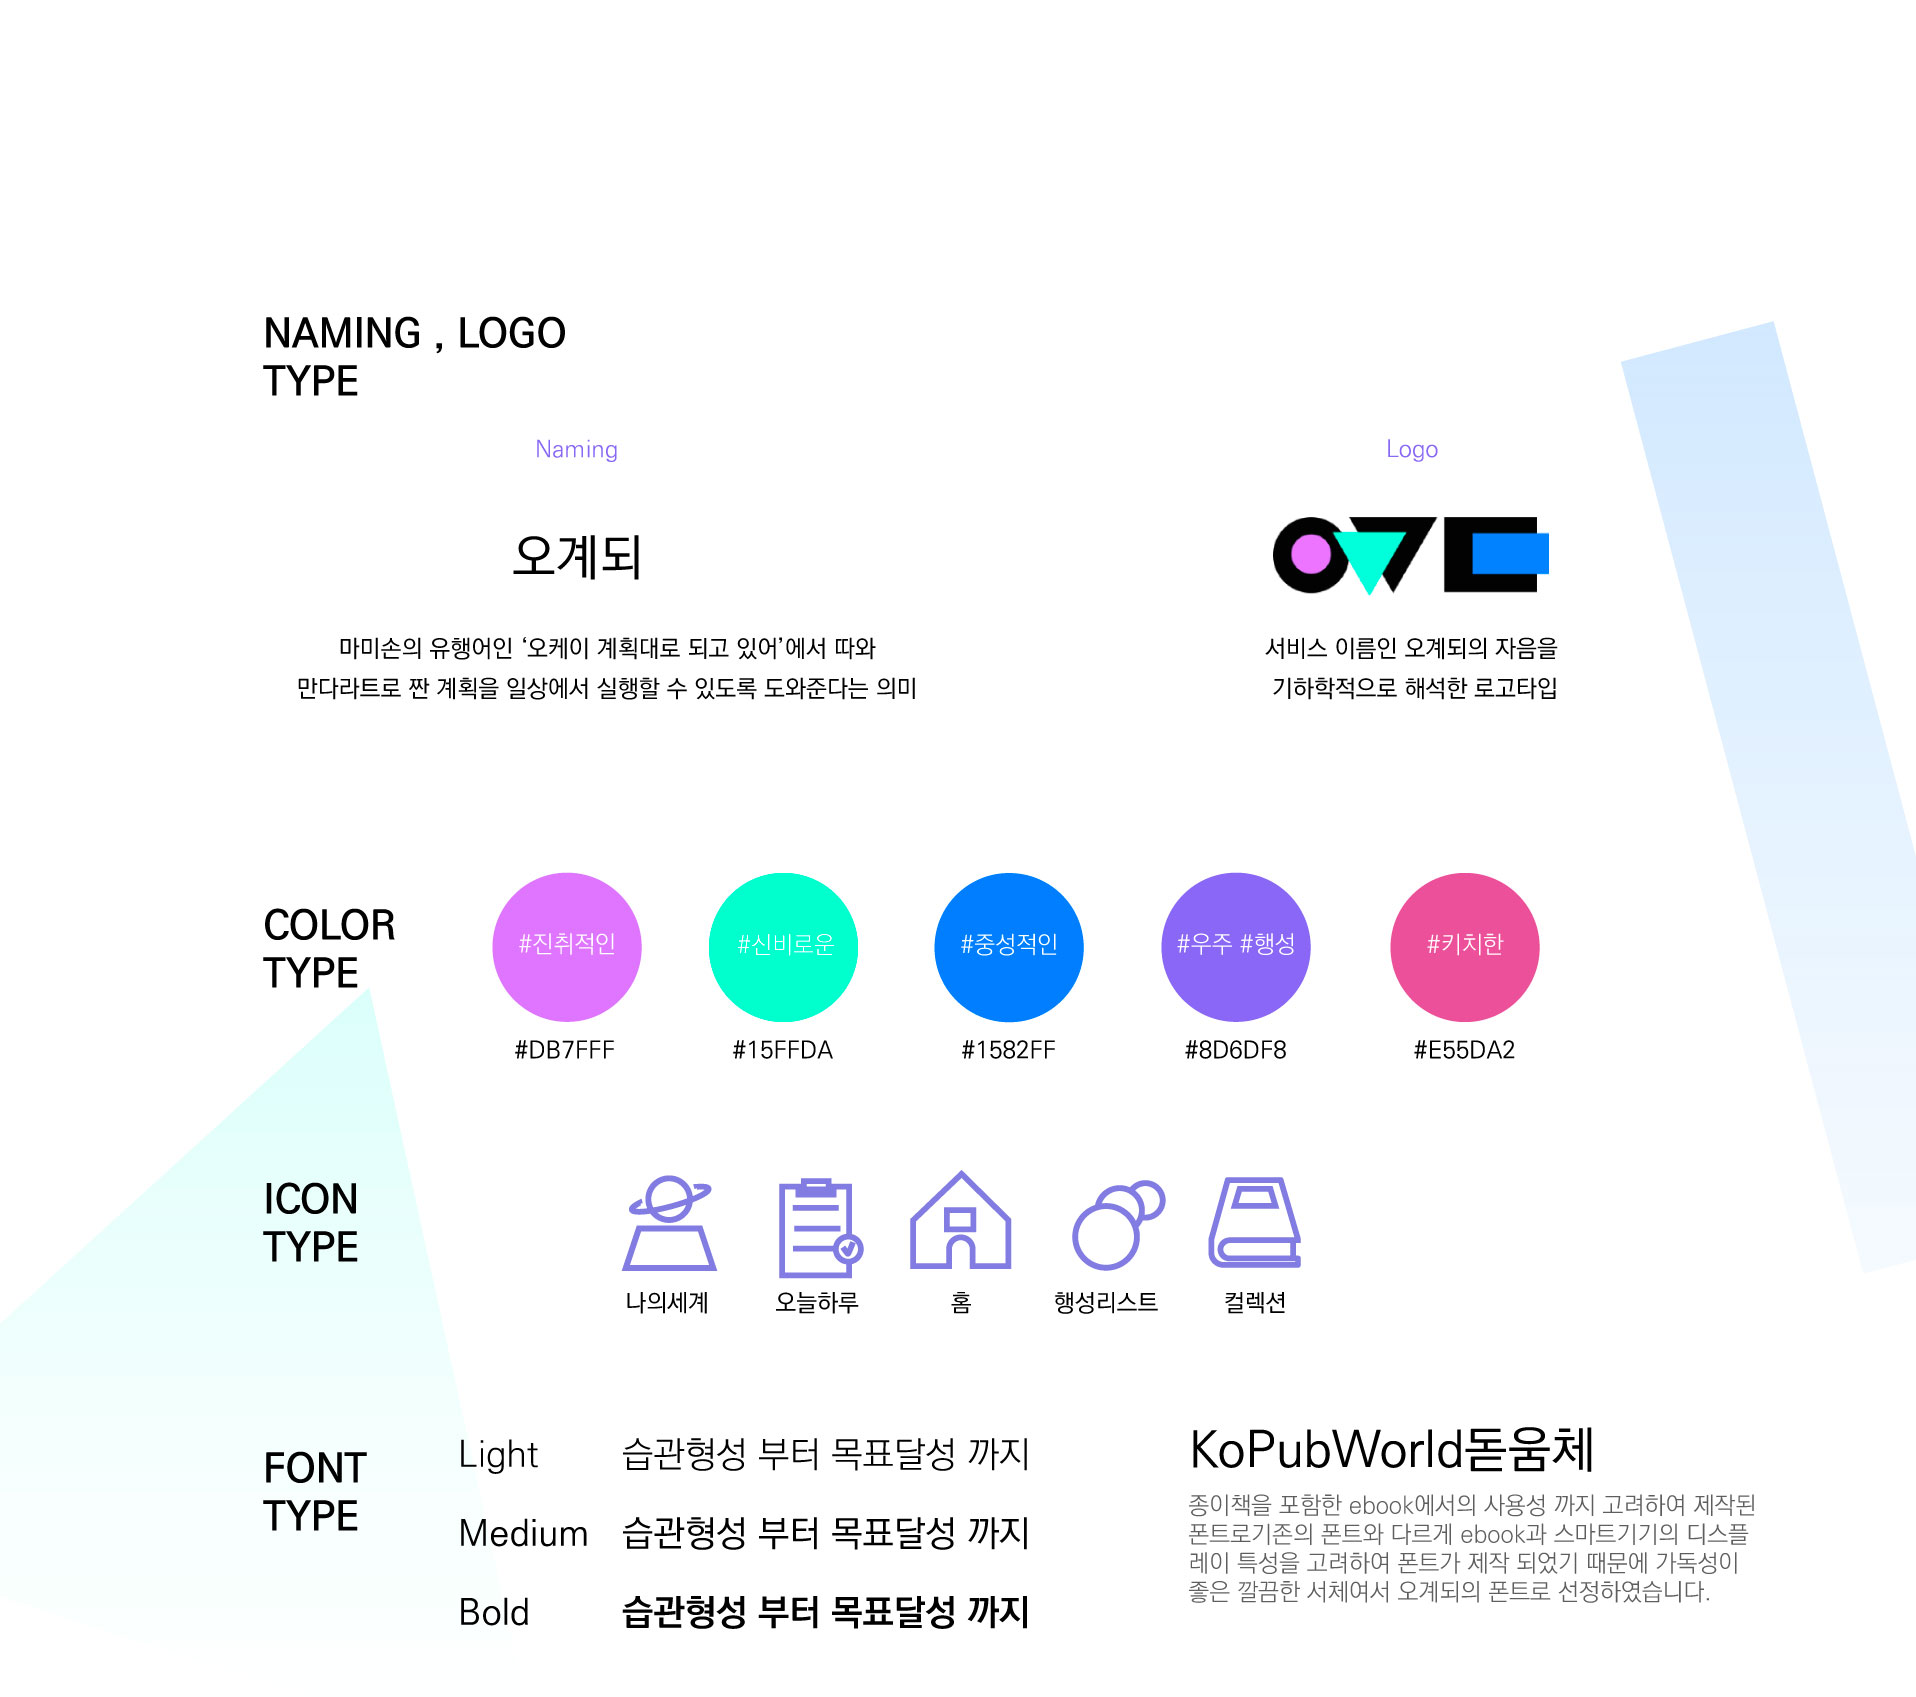 NAMING , LOGO
TYPE
Naming
Logo
오계되
마미손의 유행어인 ‘오케이 계획대로 되고 있어’에서 따와
만다라트로 짠 계획을 일상에서 실행할 수 있도록 도와준다는 의미
서비스 이름인 오계되의 자음을
기하학적으로 해석한 로고타입
COLOR
TYPE
#진취적인
#신비로운
#중성적인
#우주 #행성
#키치한
#DB7FFF
#15FFDA
#1582FF
#8D6DF8
#E55DA2
ICON
TYPE
나의세계
오늘하루
홈
행성리스트
컬렉션
FONT
TYPE
Light
습관형성 부터 목표달성 까지
Medium
습관형성 부터 목표달성 까지
Bold
습관형성 부터 목표달성 까지
KoPubWorld돋움체
종이책을 포함한 ebook에서의 사용성 까지 고려하여 제작된
폰트로기존의 폰트와 다르게 ebook과 스마트기기의 디스플
레이 특성을 고려하여 폰트가 제작 되었기 때문에 가독성이
좋은 깔끔한 서체여서 오계되의 폰트로 선정하였습니다.